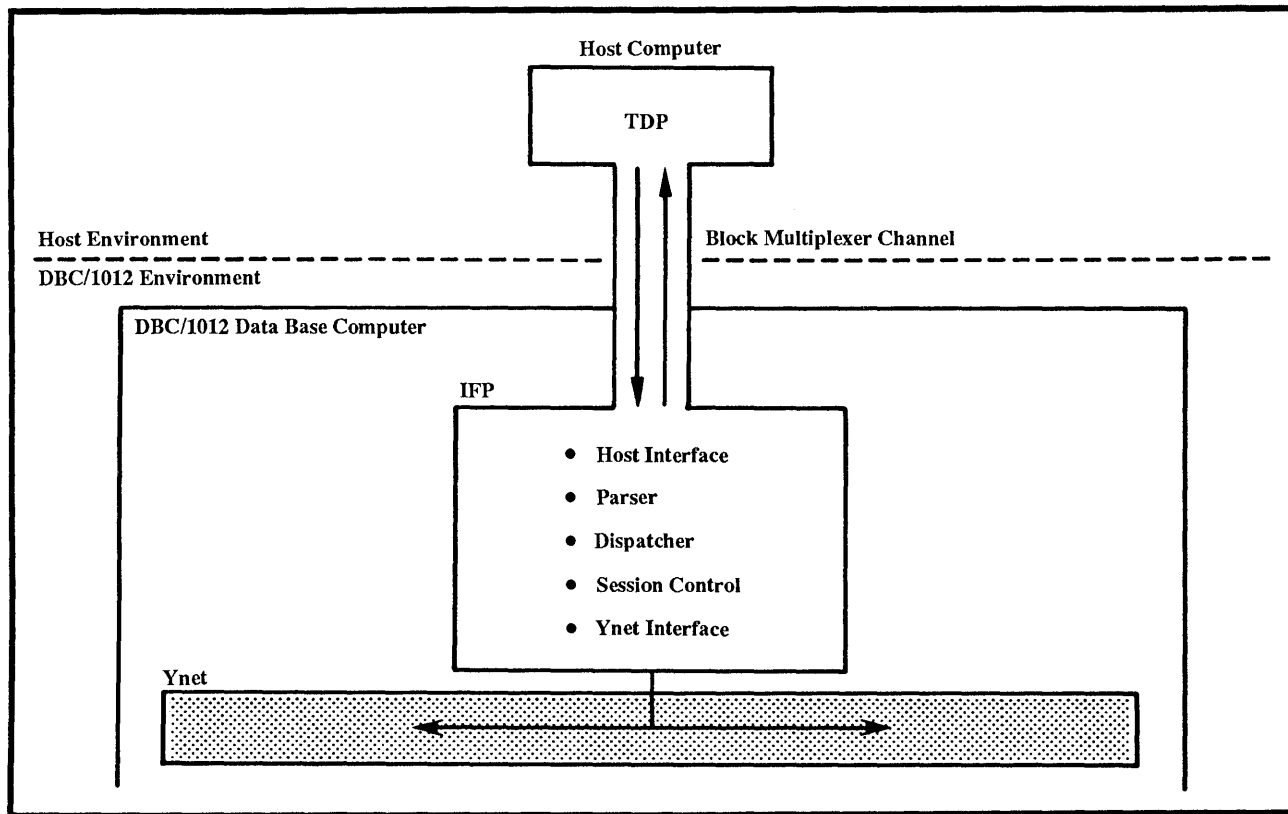 Host Computer
TDP
Host Environment
Block Multiplexer Channel
DBC/1012 Environment
DBC/1012 Data Base Computer
IFP
• Host Interface
• Parser
• Dispatcher
• Session Control
• Ynet Interface
Ynet